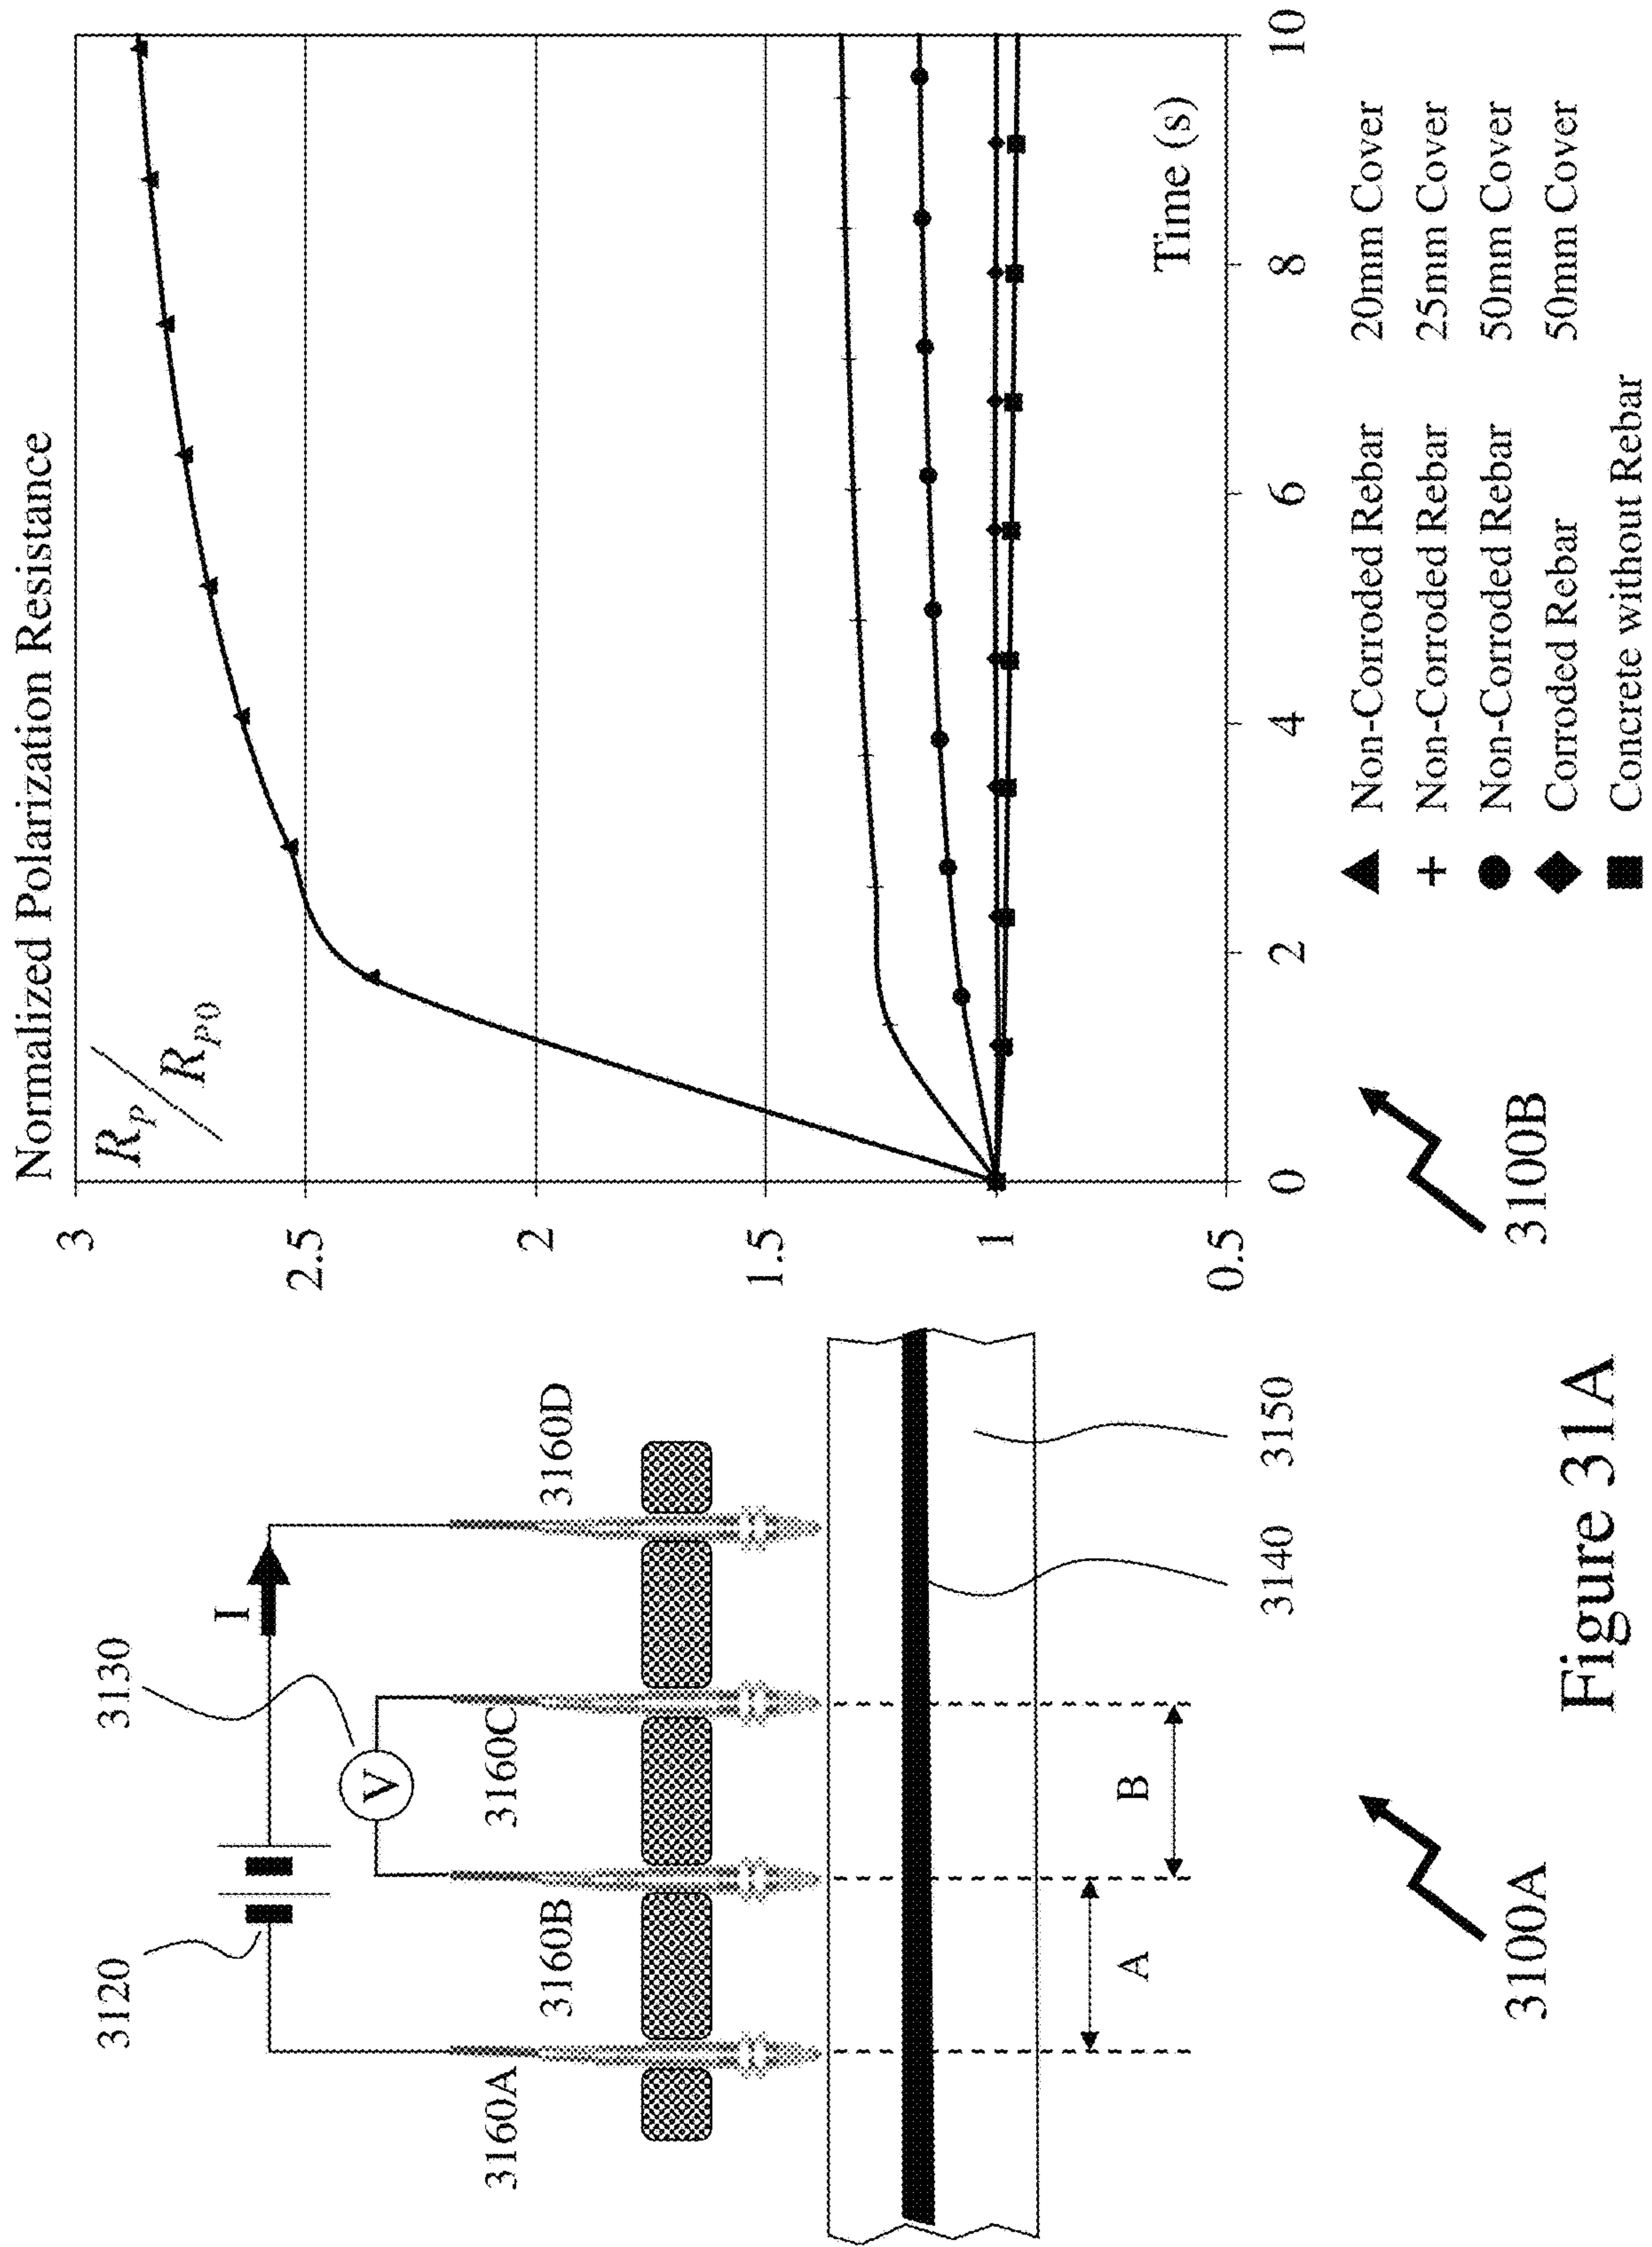 3120
3130
I
V
3160A
3160B
3160C
3160D
A
B
3140
3150
3100A
Normalized Polarization Resistance
R_P / R_P0
3
2.5
2
1.5
1
0.5
0
2
4
6
8
10
Time (s)
Non-Corroded Rebar 20mm Cover
Non-Corroded Rebar 25mm Cover
Non-Corroded Rebar 50mm Cover
Corroded Rebar 50mm Cover
Concrete without Rebar
3100B
Figure 31A